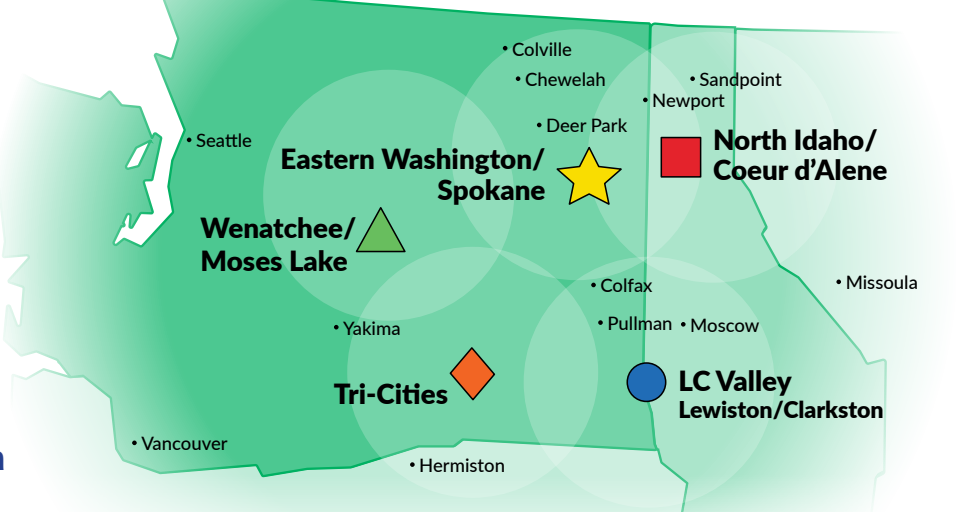 • Colville
• Chewelah
• Sandpoint
• Newport
• Deer Park
• Seattle
North Idaho/
Coeur d’Alene
Eastern Washington/
Spokane
Wenatchee/
Moses Lake
• Colfax
• Missoula
• Yakima
• Pullman
• Moscow
Tri-Cities
LC Valley
Lewiston/Clarkston
• Vancouver
• Hermiston